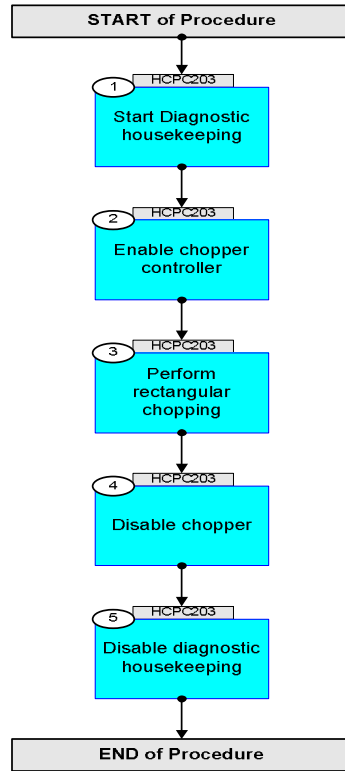 START of Procedure
HCPC203
1
Start Diagnostic
housekeeping
HCPC203
2
Enable chopper
controller
HCPC203
3
Perform
rectangular
chopping
HCPC203
4
Disable chopper
HCPC203
5
Disable diagnostic
housekeeping
END of Procedure